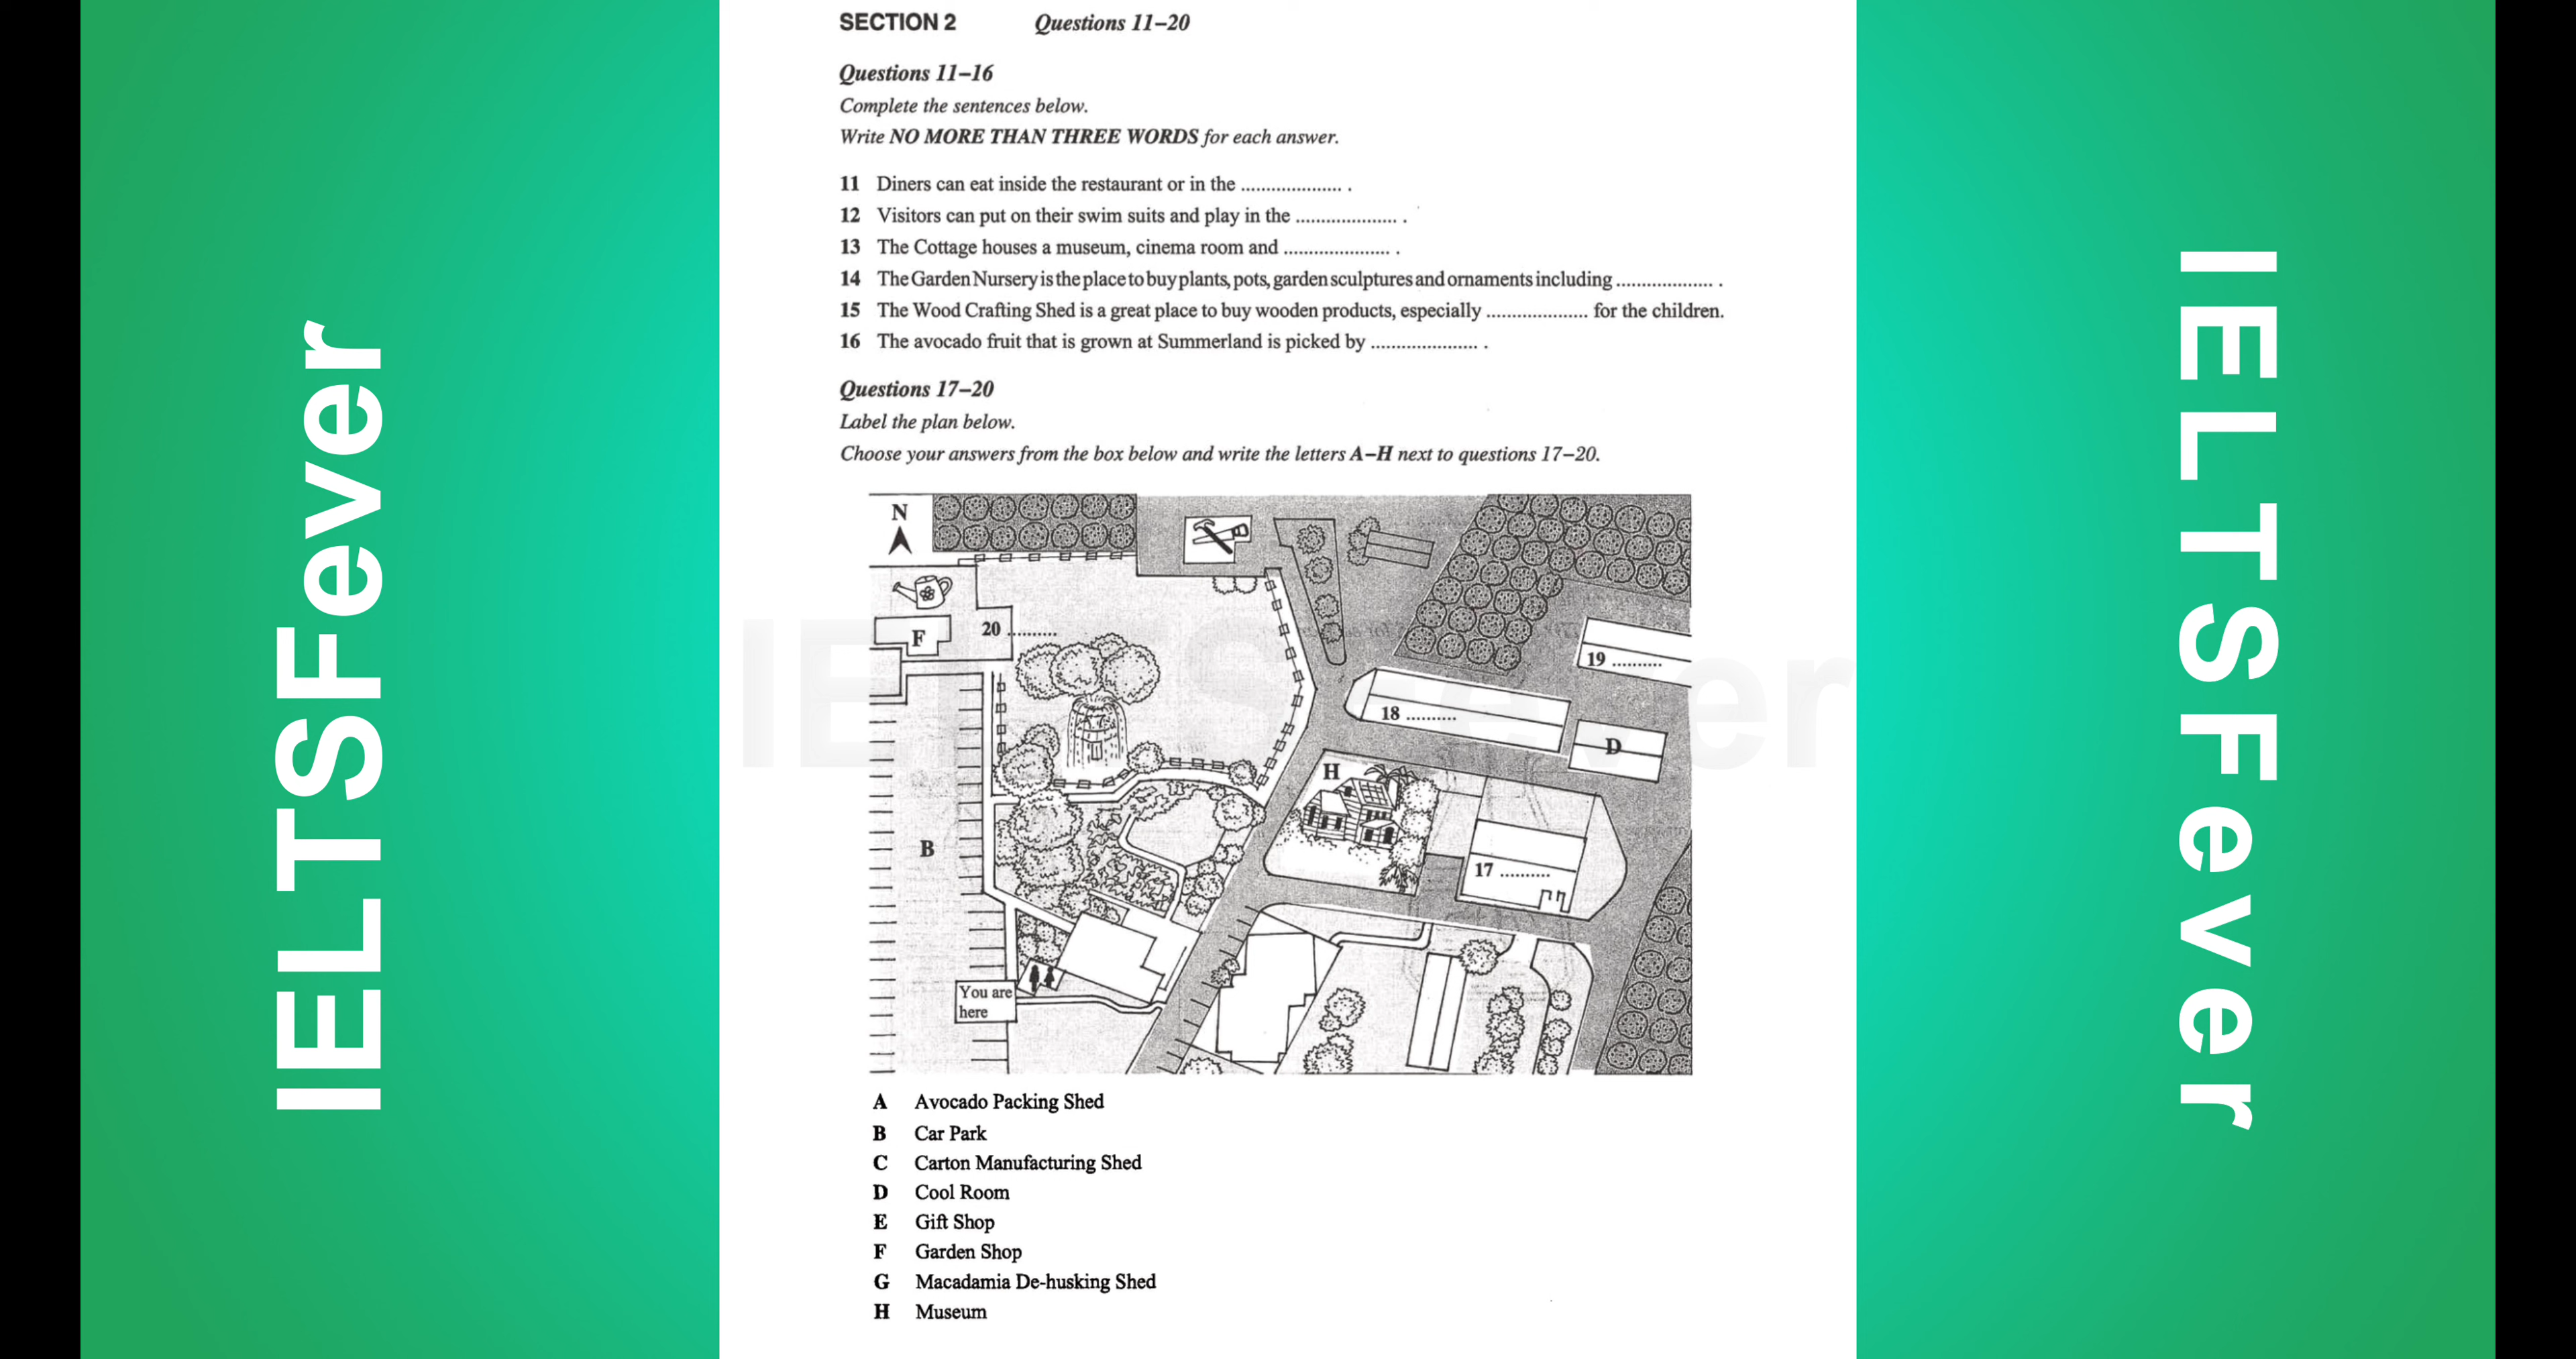 IELTSFever
SECTION 2 Questions 11–20
Questions 11–16
Complete the sentences below.
Write NO MORE THAN THREE WORDS for each answer.
11 Diners can eat inside the restaurant or in the .................... .
12 Visitors can put on their swim suits and play in the .................... .
13 The Cottage houses a museum, cinema room and ..................... .
14 The Garden Nursery is the place to buy plants, pots, garden sculptures and ornaments including ................... .
15 The Wood Crafting Shed is a great place to buy wooden products, especially .................... for the children.
16 The avocado fruit that is grown at Summerland is picked by ..................... .
Questions 17–20
Label the plan below.
Choose your answers from the box below and write the letters A–H next to questions 17–20.
N
F
20 ..........
19 ..........
18 ..........
D
H
B
17 ..........
You are
here
A Avocado Packing Shed
B Car Park
C Carton Manufacturing Shed
D Cool Room
E Gift Shop
F Garden Shop
G Macadamia De-husking Shed
H Museum
IELTSFever
IELTSFever